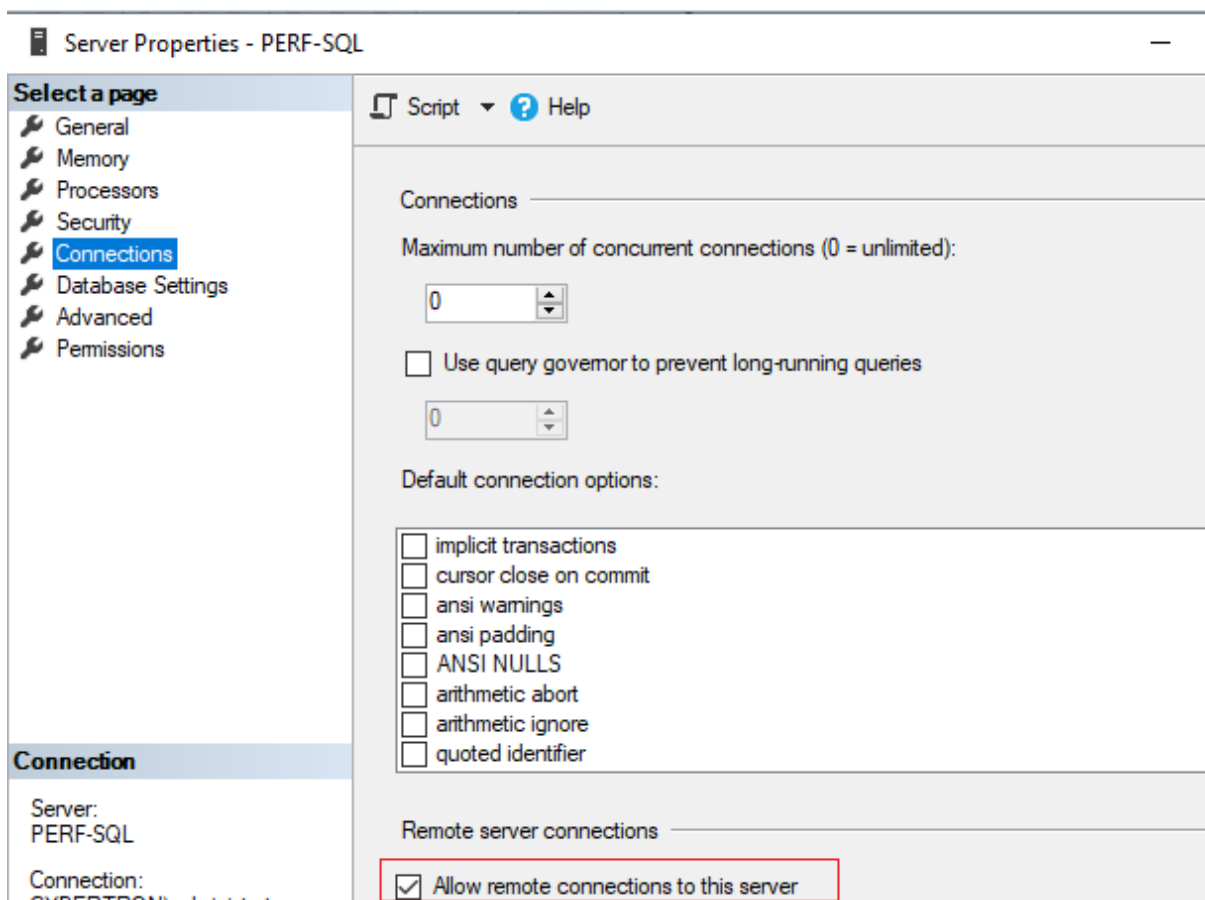 Server Properties - PERF-SQL
Select a page
General
Memory
Processors
Security
Connections
Database Settings
Advanced
Permissions
Script
Help
Connections
Maximum number of concurrent connections (0 = unlimited):
0
Use query governor to prevent long-running queries
0
Default connection options:
implicit transactions
cursor close on commit
ansi warnings
ansi padding
ANSI NULLS
arithmetic abort
arithmetic ignore
quoted identifier
Remote server connections
Allow remote connections to this server
Connection
Server:
PERF-SQL
Connection: